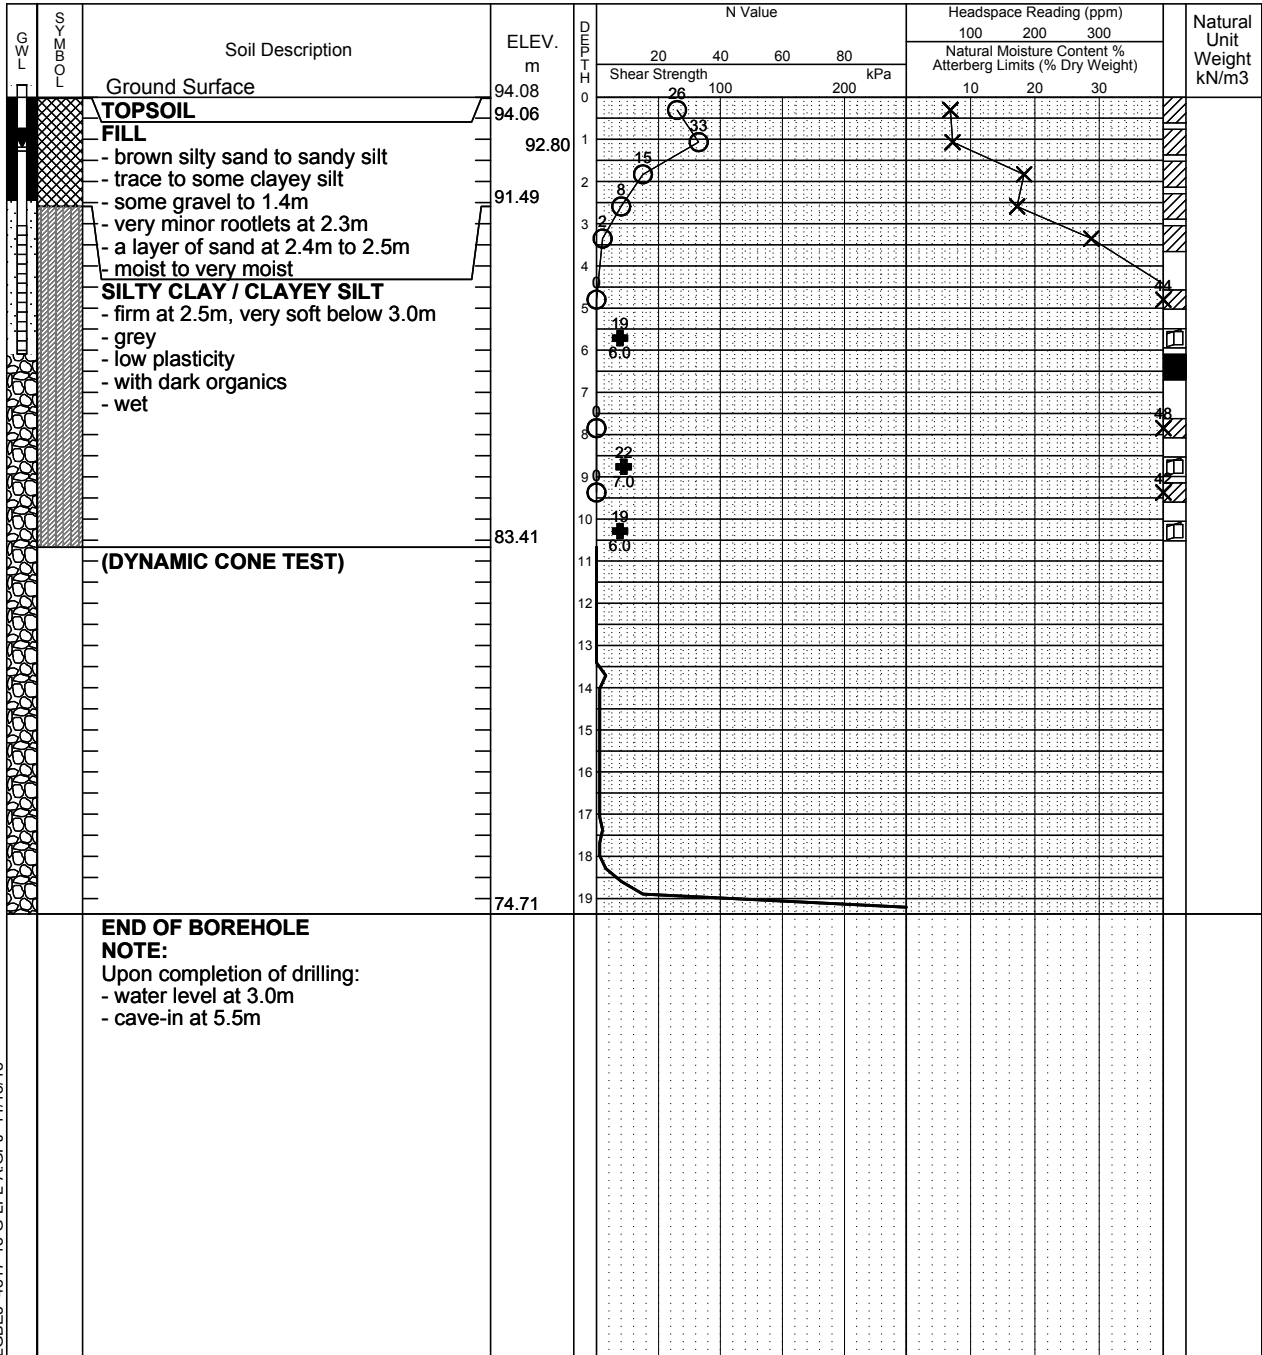 GWL
SYMBOL
Soil Description
Ground Surface
ELEV.
m
DEPTH
N Value
20 40 60 80
Shear Strength kPa
100 200
Headspace Reading (ppm)
100 200 300
Natural Moisture Content %
Atterberg Limits (% Dry Weight)
10 20 30
Natural
Unit
Weight
kN/m3
94.08
0
TOPSOIL
94.06
26
FILL
92.80
1
33
- brown silty sand to sandy silt
- trace to some clayey silt
15
2
- some gravel to 1.4m
91.49
8
- very minor rootlets at 2.3m
3
2
- a layer of sand at 2.4m to 2.5m
- moist to very moist
4
SILTY CLAY / CLAYEY SILT
0
44
- firm at 2.5m, very soft below 3.0m
5
- grey
19
6.0
6
- low plasticity
- with dark organics
7
- wet
0
48
8
22
7.0
9
0
42
10
19
6.0
83.41
(DYNAMIC CONE TEST)
11
12
13
14
15
16
17
18
19
74.71
END OF BOREHOLE
NOTE:
Upon completion of drilling:
- water level at 3.0m
- cave-in at 5.5m